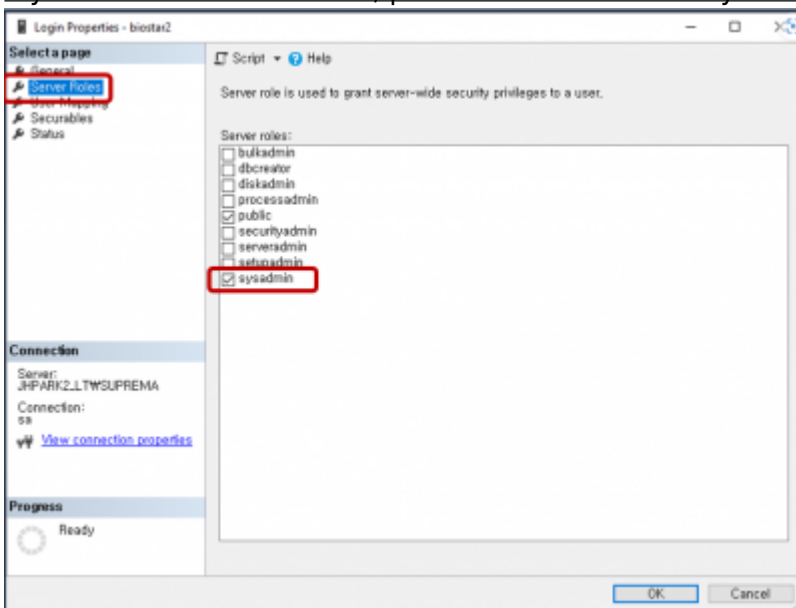 Login Properties - biostar2
Select a page
General
Server Roles
User Mapping
Securables
Status
Script
Help
Server role is used to grant server-wide security privileges to a user.
Server roles:
bulkadmin
dbcreator
diskadmin
processadmin
public
securityadmin
serveradmin
setupadmin
sysadmin
Connection
Server:
JHPARK2_LT₩SUPREMA
Connection:
sa
View connection properties
Progress
Ready
OK
Cancel